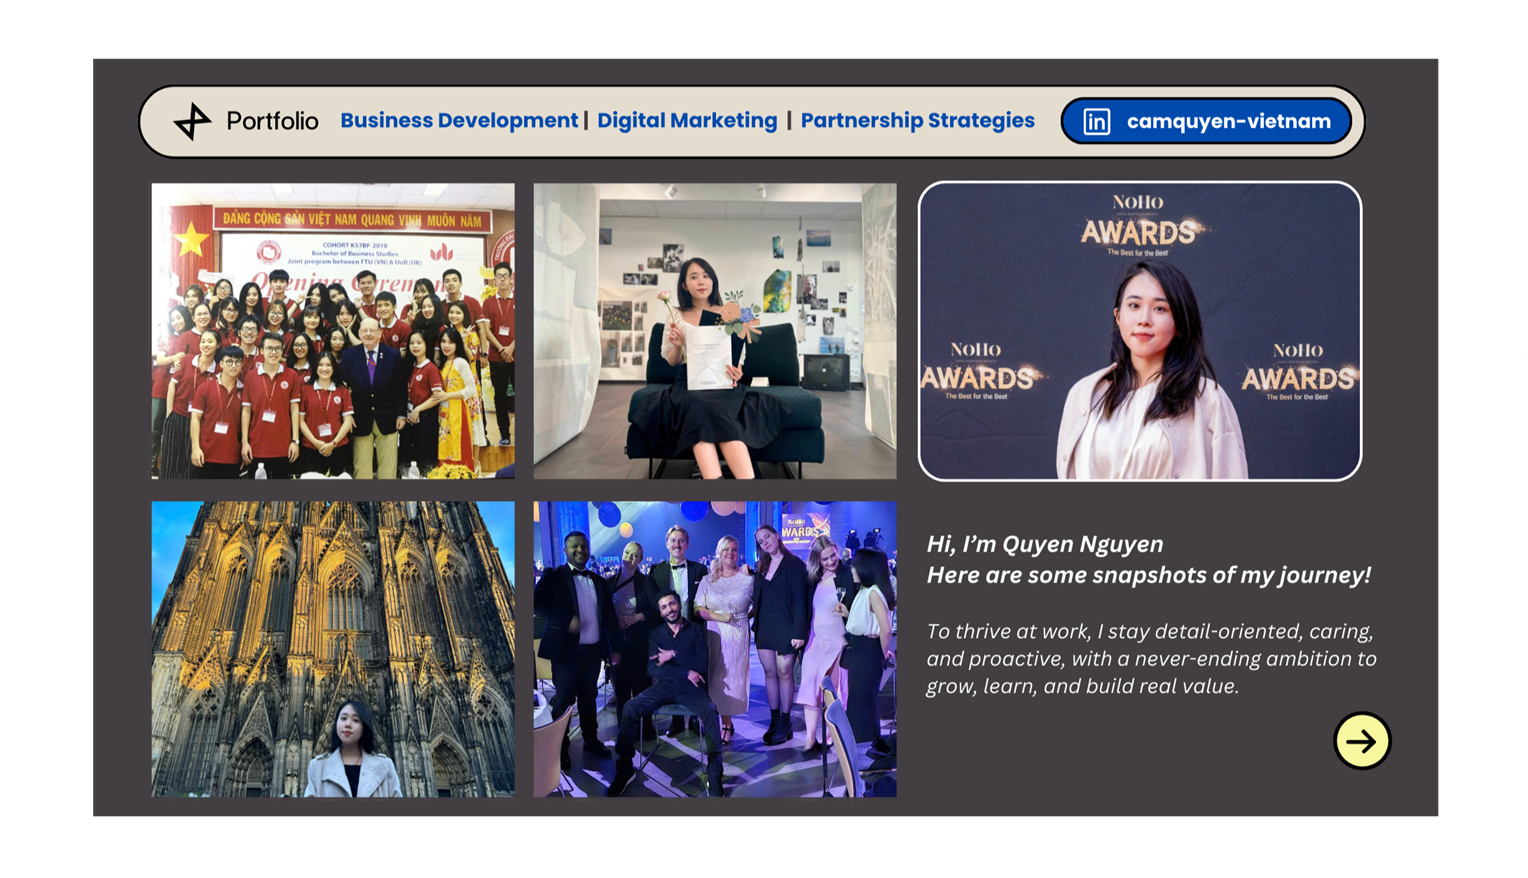 Portfolio
Business Development | Digital Marketing | Partnership Strategies
in camquyen-vietnam
ĐẢNG CỘNG SẢN VIỆT NAM QUANG VINH MUÔN NĂM
COHORT K57BF-2018
Bachelor of Business Studies
Joint program between FTU (VN) & UoB (UK)
Opening Ceremon
NoHo
AWARDS
The Best for the Best
NoHo
AWARDS
The Best for the Best
NoHo
AWARDS
The Best for the Best
NoHo
AWARDS
Hi, I’m Quyen Nguyen
Here are some snapshots of my journey!
To thrive at work, I stay detail-oriented, caring,
and proactive, with a never-ending ambition to
grow, learn, and build real value.